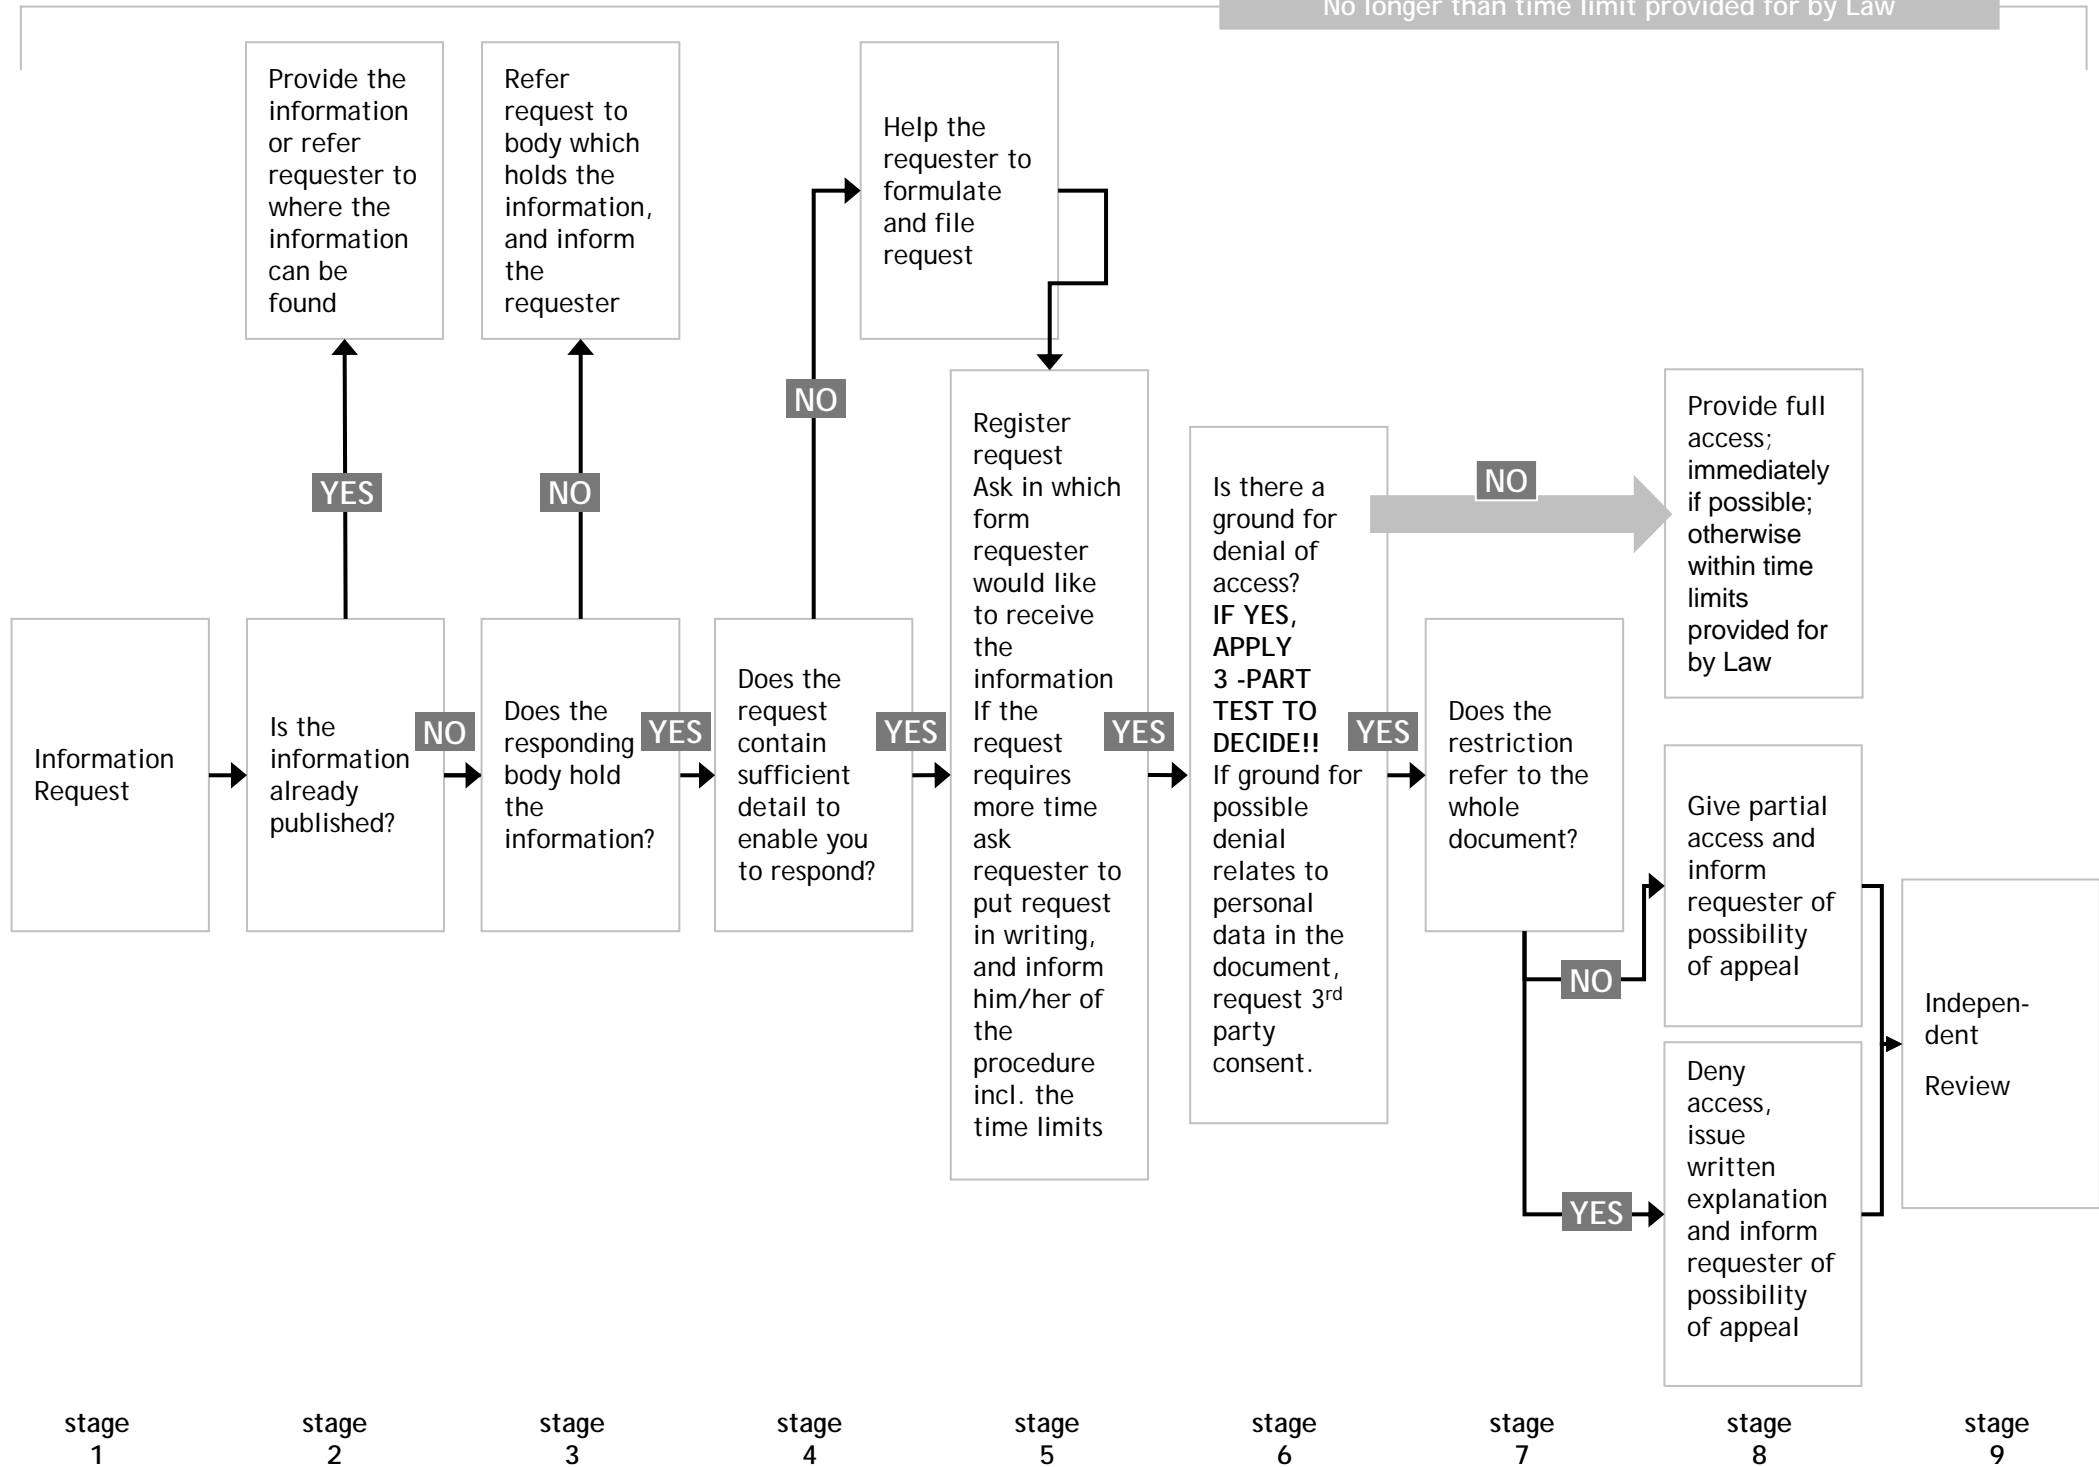 No longer than time limit provided for by Law
Provide the
information
or refer
requester to
where the
information
can be
found
Refer
request to
body which
holds the
information,
and inform
the
requester
Help the
requester to
formulate
and file
request
YES
NO
NO
NO
Information
Request
Is the
information
already
published?
NO
Does the
responding
body hold
the
information?
YES
Does the
request
contain
sufficient
detail to
enable you
to respond?
YES
Register
request
Ask in which
form
requester
would like
to receive
the
information
If the
request
requires
more time
ask
requester to
put request
in writing,
and inform
him/her of
the
procedure
incl. the
time limits
YES
Is there a
ground for
denial of
access?
IF YES,
APPLY
3 -PART
TEST TO
DECIDE!!
If ground for
possible
denial
relates to
personal
data in the
document,
request 3rd
party
consent.
YES
Does the
restriction
refer to the
whole
document?
NO
YES
Provide full
access;
immediately
if possible;
otherwise
within time
limits
provided for
by Law
Give partial
access and
inform
requester of
possibility
of appeal
Deny
access,
issue
written
explanation
and inform
requester of
possibility
of appeal
Indepen-
dent
Review
stage
1
stage
2
stage
3
stage
4
stage
5
stage
6
stage
7
stage
8
stage
9